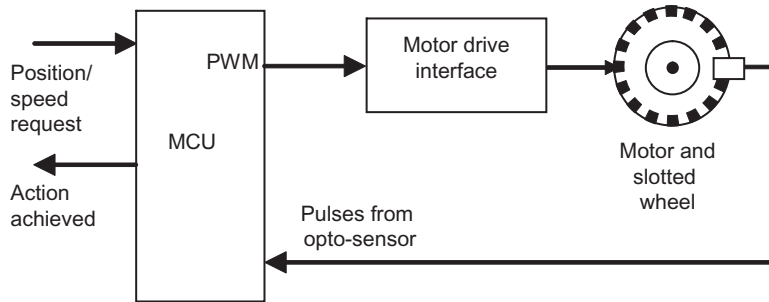 Position/
speed
request
Action
achieved
PWM
MCU
Motor drive
interface
Motor and
slotted
wheel
Pulses from
opto-sensor